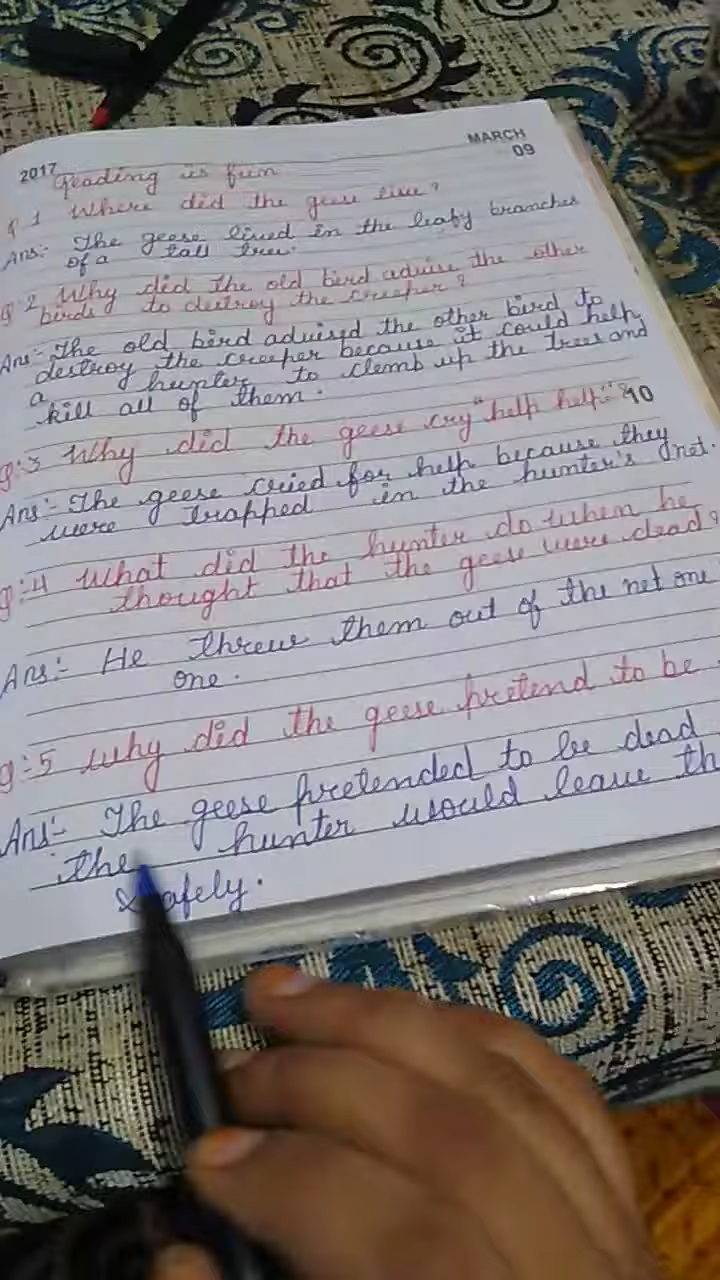 2017
MARCH
09
Reading is fun
Q 1 Where did the geese live?
Ans: The geese lived in the leafy branches
of a tall tree.
Q 2 Why did the old bird advise the other
birds to destroy the creeper?
Ans:- The old bird advised the other bird to
destroy the creeper because it could help
a hunter to climb up the trees and
kill all of them.
10
Q:3 Why did the geese cry "help help"?
Ans:- The geese cried for help because they
were trapped in the hunter's net.
Q:4 What did the hunter do when he
thought that the geese were dead?
Ans:- He threw them out of the net one
one.
Q:5 Why did the geese pretend to be
Ans:- The geese pretended to be dead
the hunter would leave th
safely.